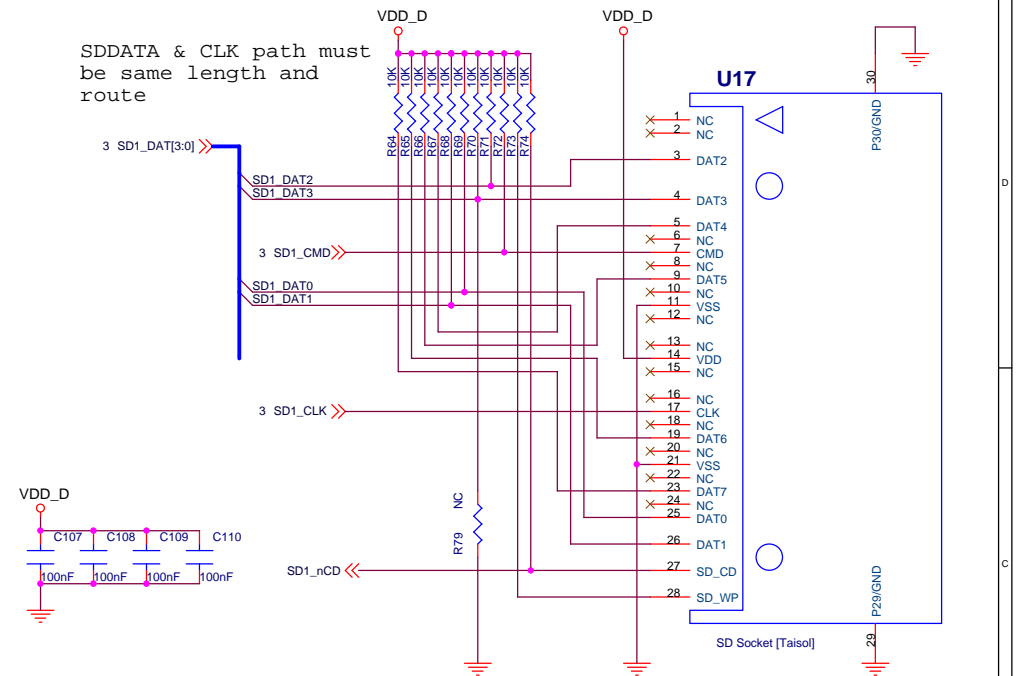 VDD_D
VDD_D
SDDATA & CLK path must
be same length and
route
10K
10K
10K
10K
10K
10K
10K
10K
10K
10K
R64
R65
R66
R67
R68
R69
R70
R71
R72
R73
R74
U17
30
P30/GND
3 SD1_DAT[3:0]
SD1_DAT2
SD1_DAT3
3 SD1_CMD
SD1_DAT0
SD1_DAT1
3 SD1_CLK
1 NC
2 NC
3 DAT2
4 DAT3
5 DAT4
6 NC
7 CMD
8 NC
9 DAT5
10 NC
11 VSS
12 NC
13 NC
14 VDD
15 NC
16 NC
17 CLK
18 NC
19 DAT6
20 NC
21 VSS
22 NC
23 DAT7
24 NC
25 DAT0
26 DAT1
27 SD_CD
28 SD_WP
D
C
VDD_D
C107
C108
C109
C110
100nF
100nF
100nF
100nF
NC
R79
SD1_nCD
P29/GND
29
SD Socket [Taisol]